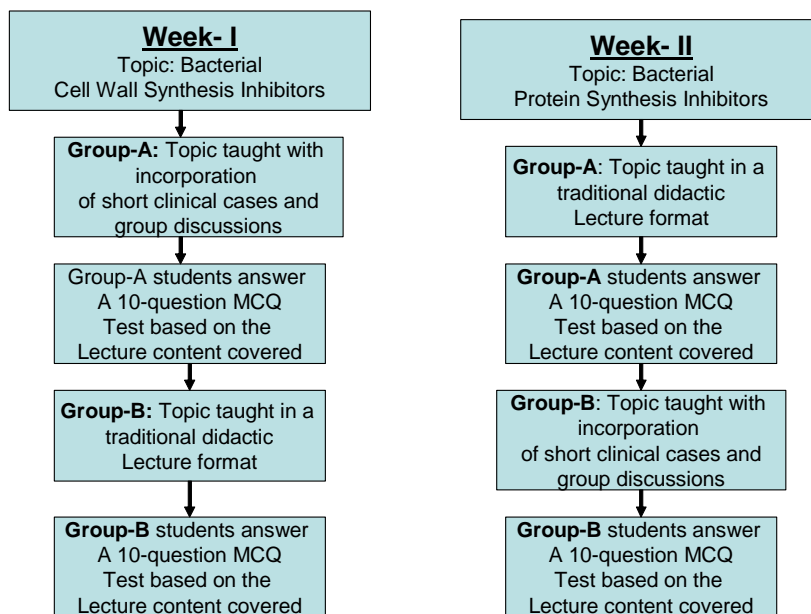 Week- I
Topic: Bacterial
Cell Wall Synthesis Inhibitors
Group-A: Topic taught with
incorporation
of short clinical cases and
group discussions
Group-A students answer
A 10-question MCQ
Test based on the
Lecture content covered
Group-B: Topic taught in a
traditional didactic
Lecture format
Group-B students answer
A 10-question MCQ
Test based on the
Lecture content covered
Week- II
Topic: Bacterial
Protein Synthesis Inhibitors
Group-A: Topic taught in a
traditional didactic
Lecture format
Group-A students answer
A 10-question MCQ
Test based on the
Lecture content covered
Group-B: Topic taught with
incorporation
of short clinical cases and
group discussions
Group-B students answer
A 10-question MCQ
Test based on the
Lecture content covered